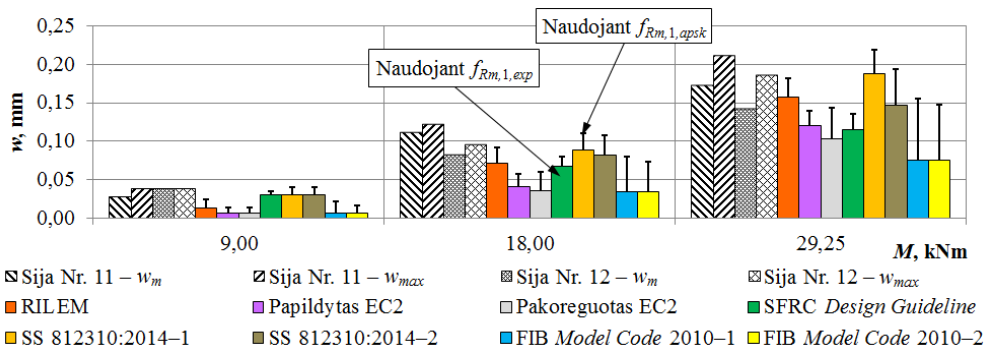 0,25
0,20
0,15
0,10
0,05
0,00
w, mm
Naudojant fRm,1,exp
Naudojant fRm,1,apsk
9,00 18,00 29,25 M, kNm
Sija Nr. 11 – wm Sija Nr. 11 – wmax Sija Nr. 12 – wm Sija Nr. 12 – wmax
RILEM Papildytas EC2 Pakoreguotas EC2 SFRC Design Guideline
SS 812310:2014–1 SS 812310:2014–2 FIB Model Code 2010–1 FIB Model Code 2010–2